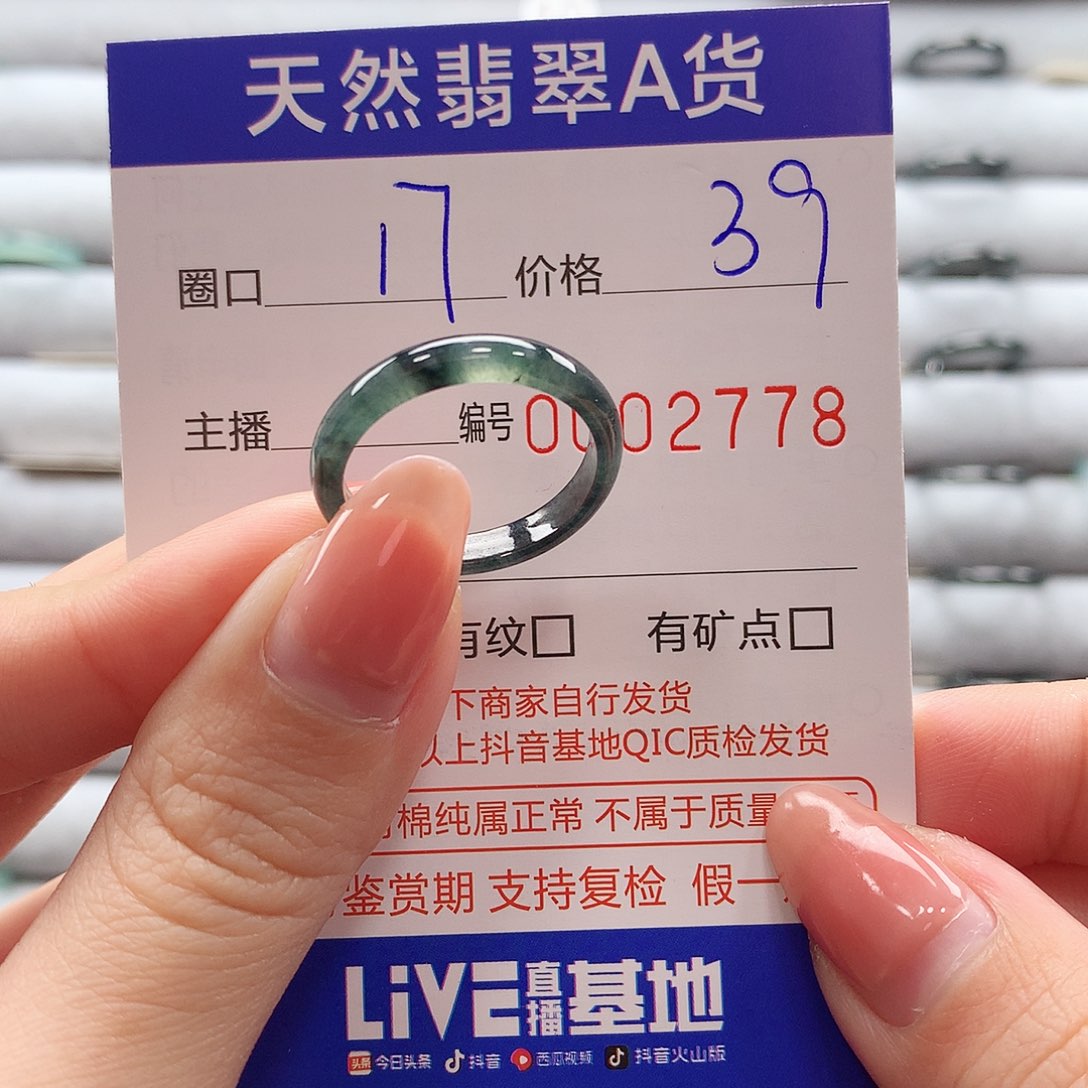 天然翡翠A货
圈口 17 价格 39
主播 编号 0002778
有纹□ 有矿点□
下商家自行发货
以上抖音基地QIC质检发货
棉纯属正常 不属于质量
鉴赏期 支持复检 假一
LiVE直播基地
头条 今日头条 抖音 西瓜视频 抖音火山版